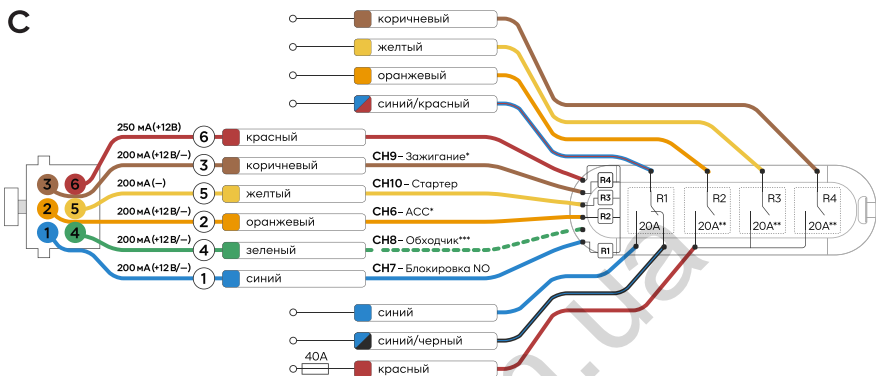 C
коричневый
желтый
оранжевый
синий/красный
250 мА(+12В) 6 красный
200 мА(+12 В/–) 3 коричневый CH9 – Зажигание*
200 мА(–) 5 желтый CH10 – Стартер
200 мА(+12 В/–) 2 оранжевый CH6 – ACC*
200 мА(+12 В/–) 4 зеленый CH8 – Обходчик***
200 мА(+12 В/–) 1 синий CH7 – Блокировка NO
3 6
2 5
1 4
R4
R3
R2
R1
R1 R2 R3 R4
20A 20A** 20A** 20A**
синий
синий/черный
40A красный
.ua